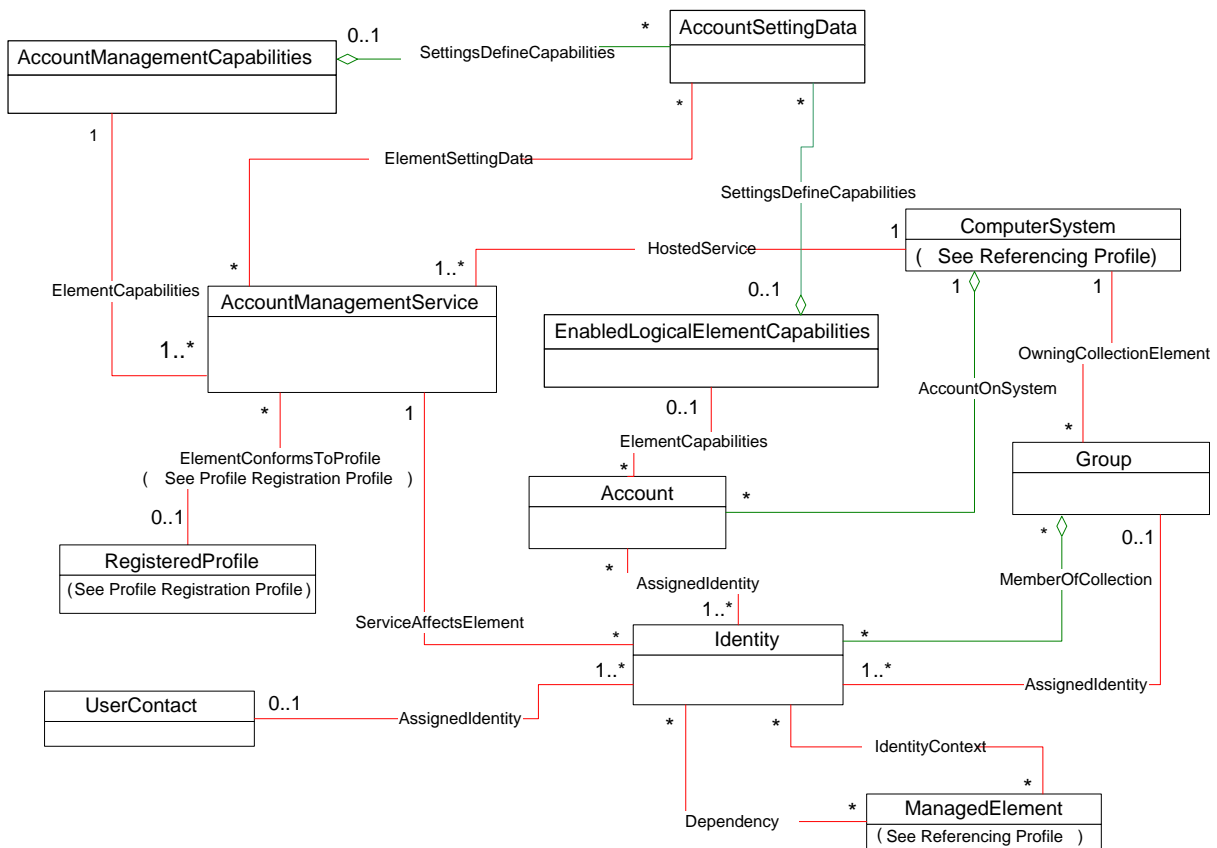 AccountManagementCapabilities
0..1
SettingsDefineCapabilities
*
AccountSettingData
1
*
*
ElementSettingData
SettingsDefineCapabilities
ComputerSystem
( See Referencing Profile)
1
HostedService
1..*
*
ElementCapabilities
AccountManagementService
0..1
1
1
EnabledLogicalElementCapabilities
1..*
OwningCollectionElement
AccountOnSystem
*
1
0..1
ElementCapabilities
*
ElementConformsToProfile
( See Profile Registration Profile )
*
Group
Account
*
0..1
*
0..1
RegisteredProfile
(See Profile Registration Profile)
*
AssignedIdentity
MemberOfCollection
1..*
ServiceAffectsElement
*
Identity
*
1..*
1..*
AssignedIdentity
UserContact
0..1
AssignedIdentity
*
*
IdentityContext
*
Dependency
*
ManagedElement
( See Referencing Profile )